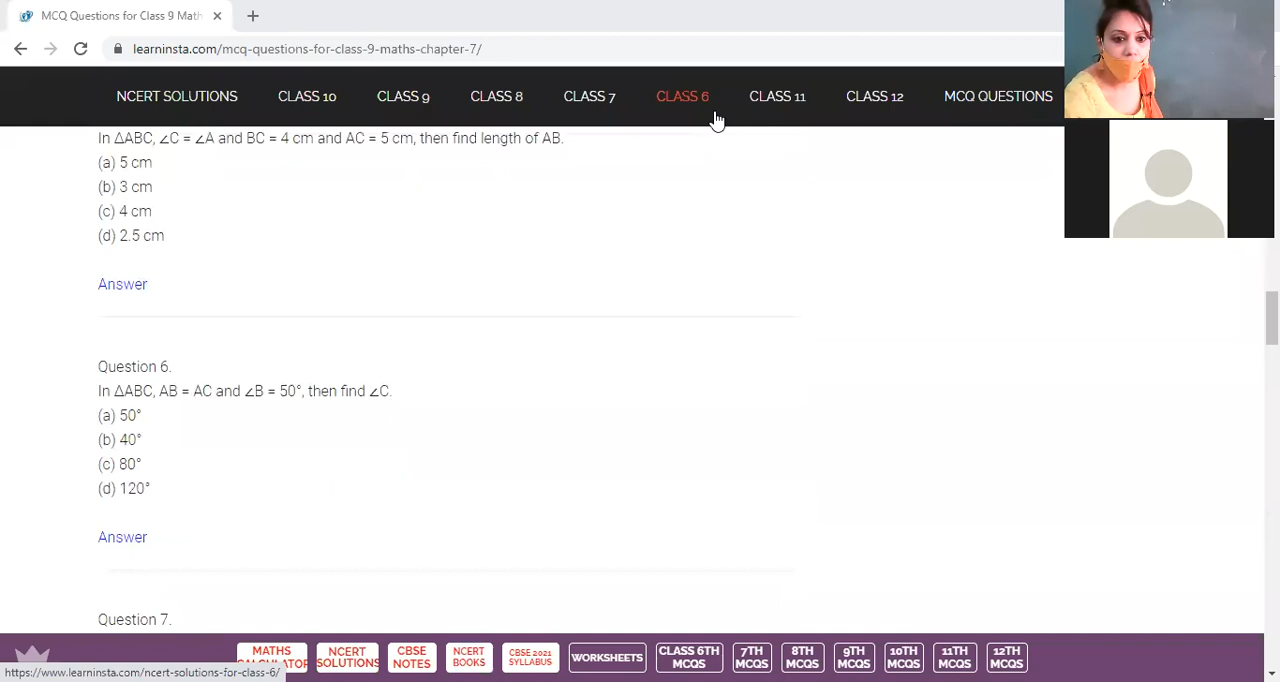 MCQ Questions for Class 9 Math
learninsta.com/mcq-questions-for-class-9-maths-chapter-7/
NCERT SOLUTIONS CLASS 10 CLASS 9 CLASS 8 CLASS 7 CLASS 6 CLASS 11 CLASS 12 MCQ QUESTIONS
In ΔABC, ∠C = ∠A and BC = 4 cm and AC = 5 cm, then find length of AB.
(a) 5 cm
(b) 3 cm
(c) 4 cm
(d) 2.5 cm
Answer
Question 6.
In ΔABC, AB = AC and ∠B = 50°, then find ∠C.
(a) 50°
(b) 40°
(c) 80°
(d) 120°
Answer
Question 7.
MATHS CALCULATOR
NCERT SOLUTIONS
CBSE NOTES
NCERT BOOKS
CBSE 2021 SYLLABUS
WORKSHEETS
CLASS 6TH MCQS
7TH MCQS
8TH MCQS
9TH MCQS
10TH MCQS
11TH MCQS
12TH MCQS
https://www.learninsta.com/ncert-solutions-for-class-6/